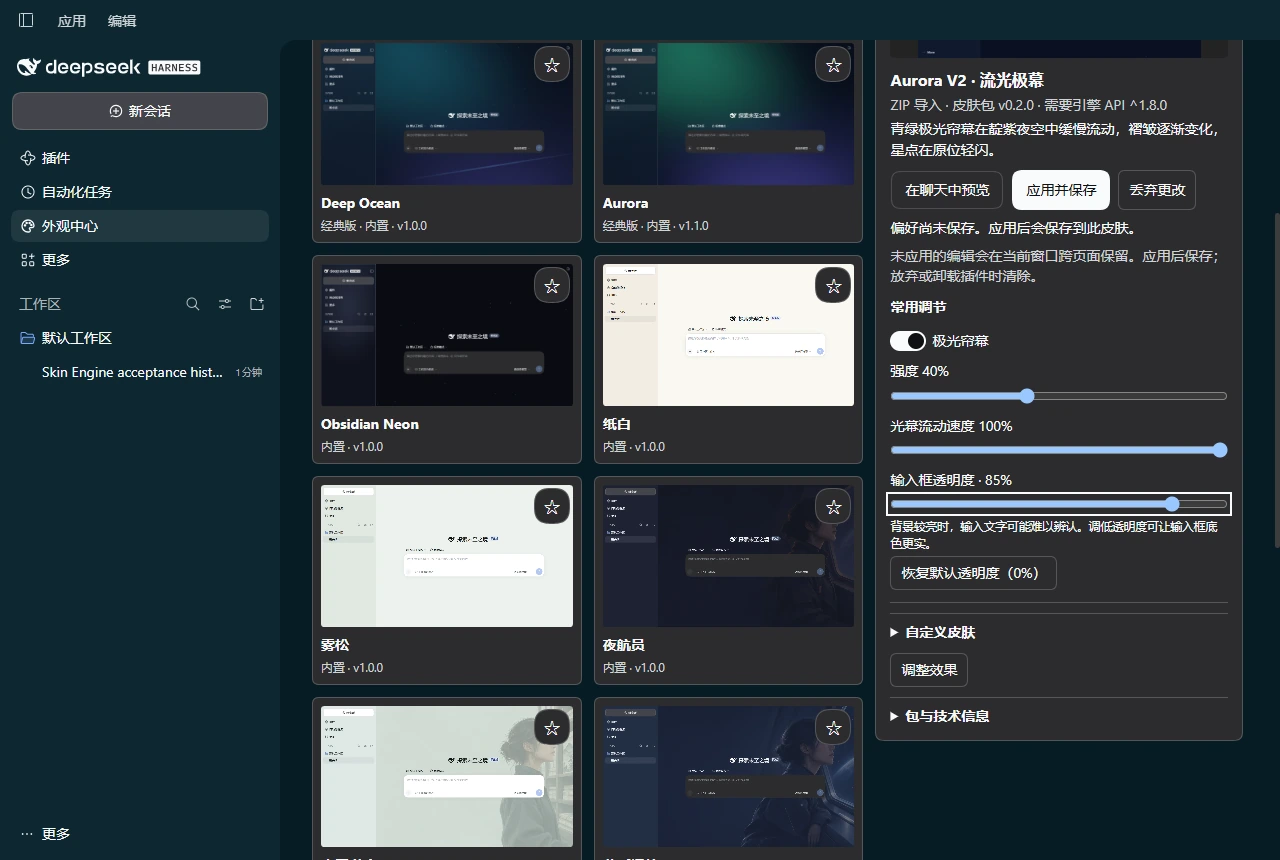 应用 编辑
deepseek HARNESS
新会话
插件
自动化任务
外观中心
更多
工作区
默认工作区
Skin Engine acceptance hist... 1分钟
更多
Deep Ocean
经典版 · 内置 · v1.0.0
Aurora
经典版 · 内置 · v1.1.0
Obsidian Neon
内置 · v1.0.0
纸白
内置 · v1.0.0
雾松
内置 · v1.0.0
夜航员
内置 · v1.0.0
Aurora V2 · 流光极幕
ZIP 导入 · 皮肤包 v0.2.0 · 需要引擎 API ^1.8.0
青绿极光帘幕在靛紫夜空中缓慢流动，褶皱逐渐变化，
星点在原位轻闪。
在聊天中预览 应用并保存 丢弃更改
偏好尚未保存。应用后会保存到此皮肤。
未应用的编辑会在当前窗口跨页面保留。应用后保存；
放弃或卸载插件时清除。
常用调节
极光帘幕
强度 40%
光幕流动速度 100%
输入框透明度 · 85%
背景较亮时，输入文字可能难以辨认。调低透明度可让输入框底
色更实。
恢复默认透明度（0%）
自定义皮肤
调整效果
包与技术信息